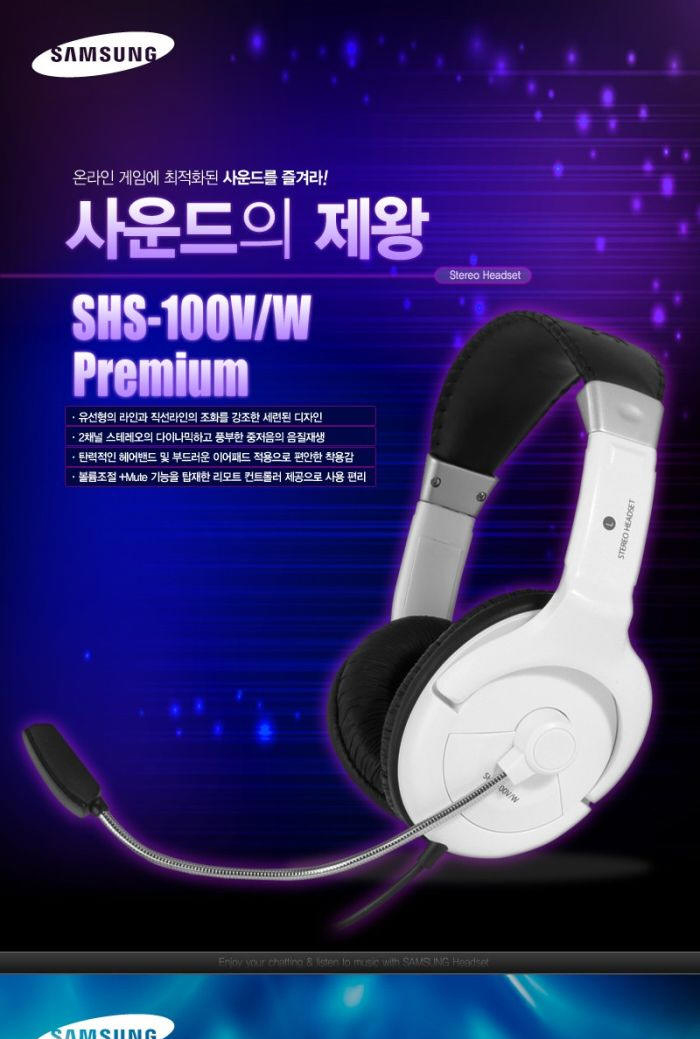 SAMSUNG
온라인 게임에 최적화된 사운드를 즐겨라!
사운드의 제왕
Stereo Headset
SHS-100V/W
Premium
· 유선형의 라인과 직선라인의 조화를 강조한 세련된 디자인
· 2채널 스테레오의 다이나믹하고 풍부한 중저음의 음질재생
· 탄력적인 헤어밴드 및 부드러운 이어패드 적용으로 편안한 착용감
· 볼륨조절 +Mute 기능을 탑재한 리모트 컨트롤러 제공으로 사용 편리
L STEREO HEADSET
Enjoy your chatting & listen to music with SAMSUNG Headset
SAMSUNG